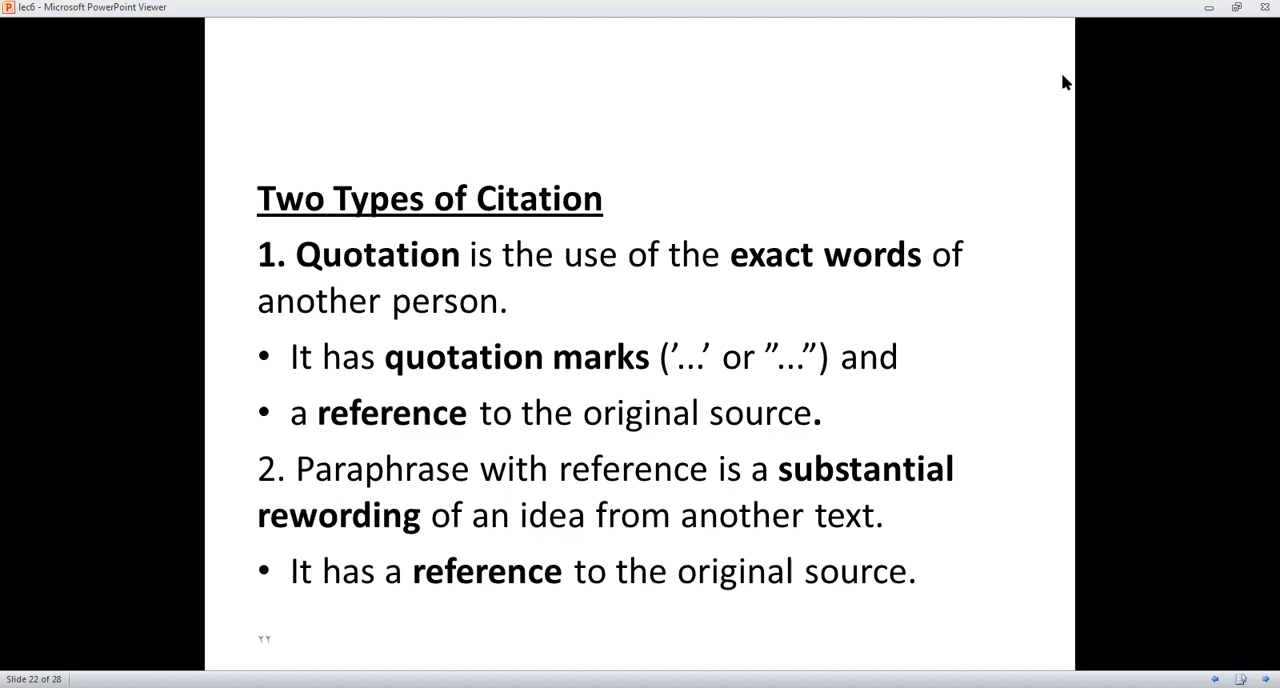 lec6 - Microsoft PowerPoint Viewer
Two Types of Citation
1. Quotation is the use of the exact words of
another person.
• It has quotation marks (’...’ or ”...”) and
• a reference to the original source.
2. Paraphrase with reference is a substantial
rewording of an idea from another text.
• It has a reference to the original source.
٢٢
Slide 22 of 28